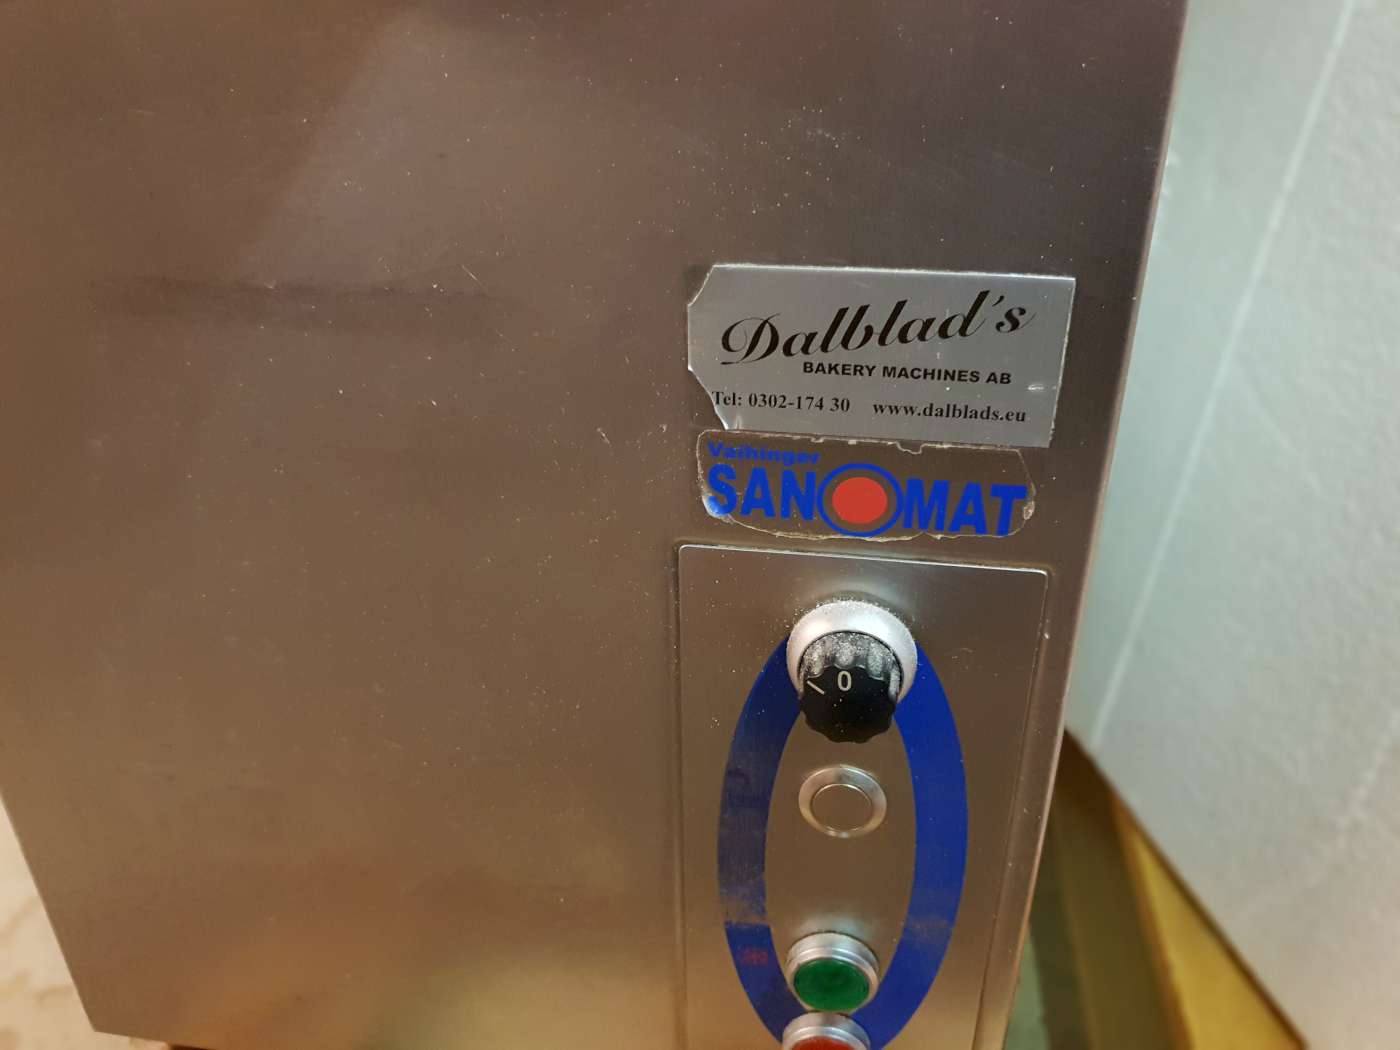 Dalblad's
BAKERY MACHINES AB
Tel: 0302-174 30 www.dalblads.eu
Vaihinger
SANOMAT
0